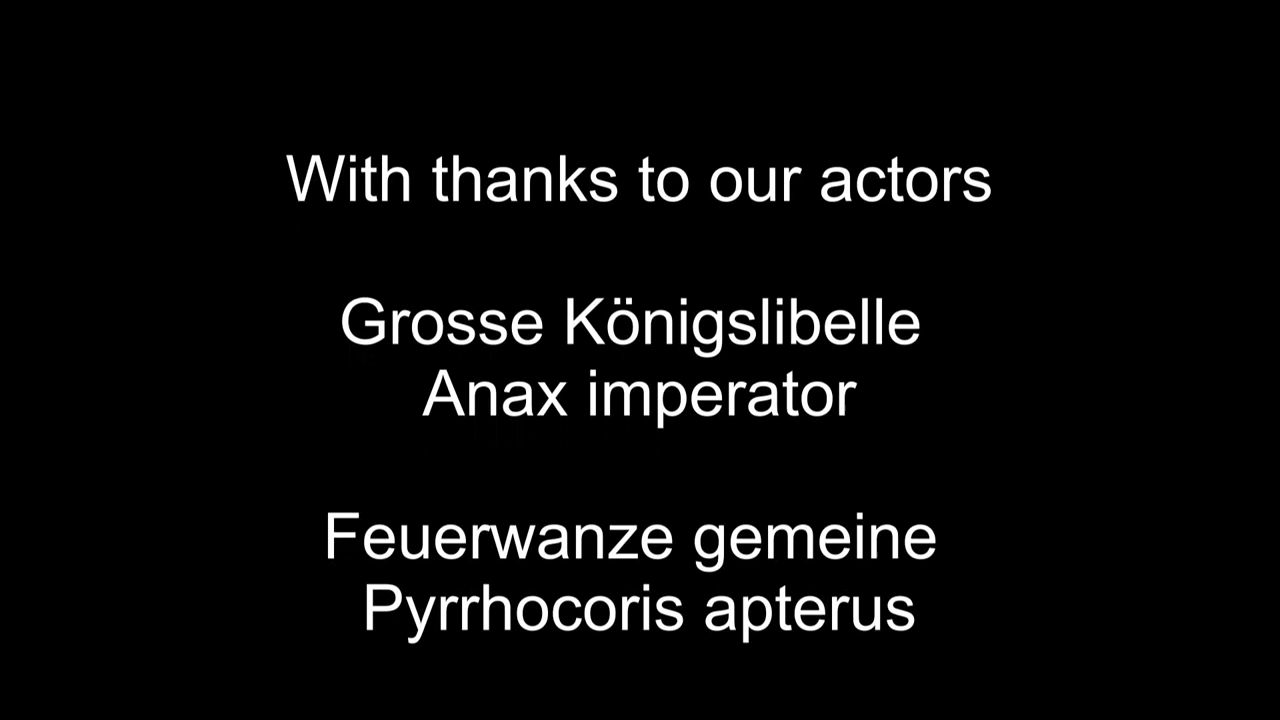 With thanks to our actors
Grosse Königslibelle
Anax imperator
Feuerwanze gemeine
Pyrrhocoris apterus